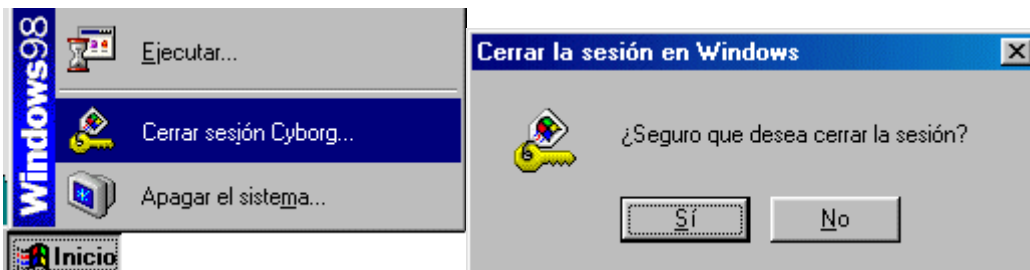 Windows98
Ejecutar...
Cerrar sesión Cyborg...
Apagar el sistema...
Inicio
Cerrar la sesión en Windows
¿Seguro que desea cerrar la sesión?
Sí
No